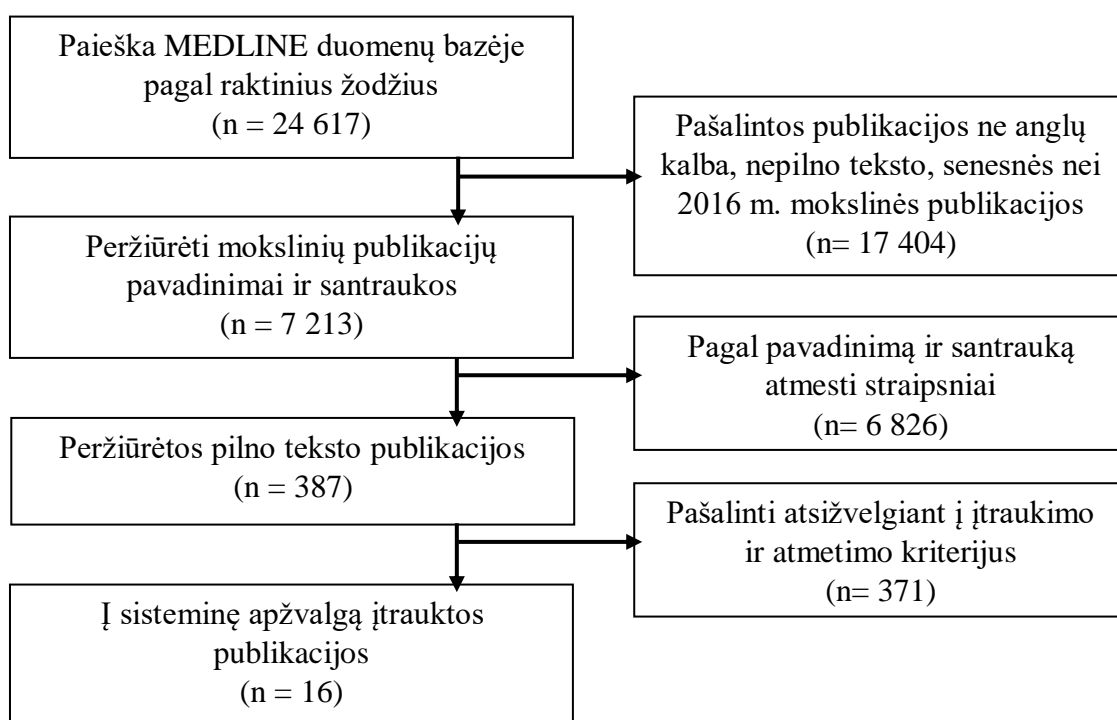 Paieška MEDLINE duomenų bazėje
pagal raktinius žodžius
(n = 24 617)
Pašalintos publikacijos ne anglų
kalba, nepilno teksto, senesnės nei
2016 m. mokslinės publikacijos
(n= 17 404)
Peržiūrėti mokslinių publikacijų
pavadinimai ir santraukos
(n = 7 213)
Pagal pavadinimą ir santrauką
atmesti straipsniai
(n= 6 826)
Peržiūrėtos pilno teksto publikacijos
(n = 387)
Pašalinti atsižvelgiant į įtraukimo
ir atmetimo kriterijus
(n= 371)
Į sisteminę apžvalgą įtrauktos
publikacijos
(n = 16)